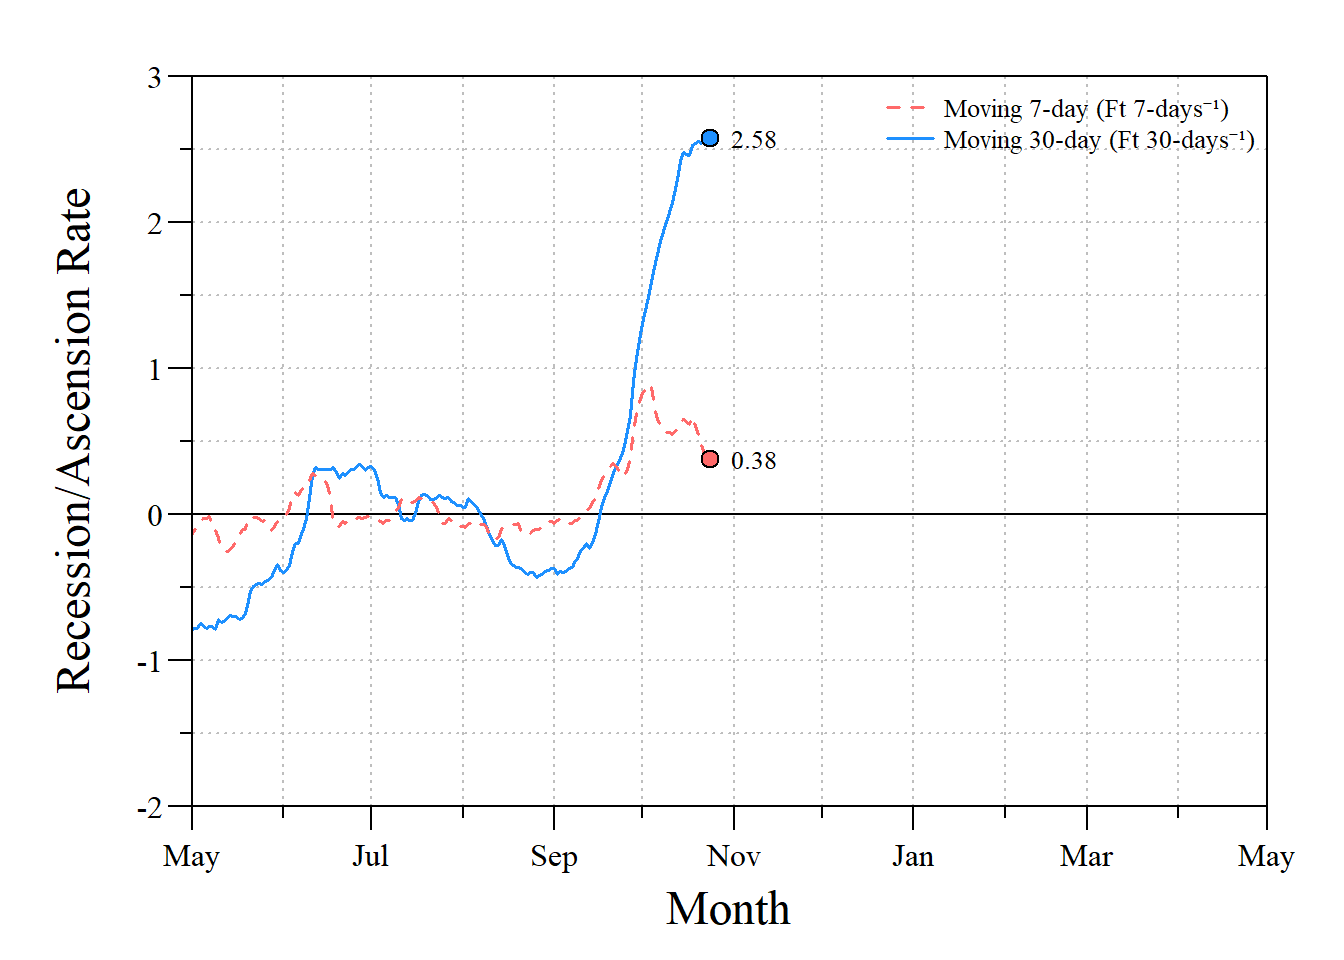 3
2
1
0
-1
-2
Recession/Ascension Rate
Moving 7-day (Ft 7-days⁻¹)
Moving 30-day (Ft 30-days⁻¹)
2.58
0.38
May Jul Sep Nov Jan Mar May
Month